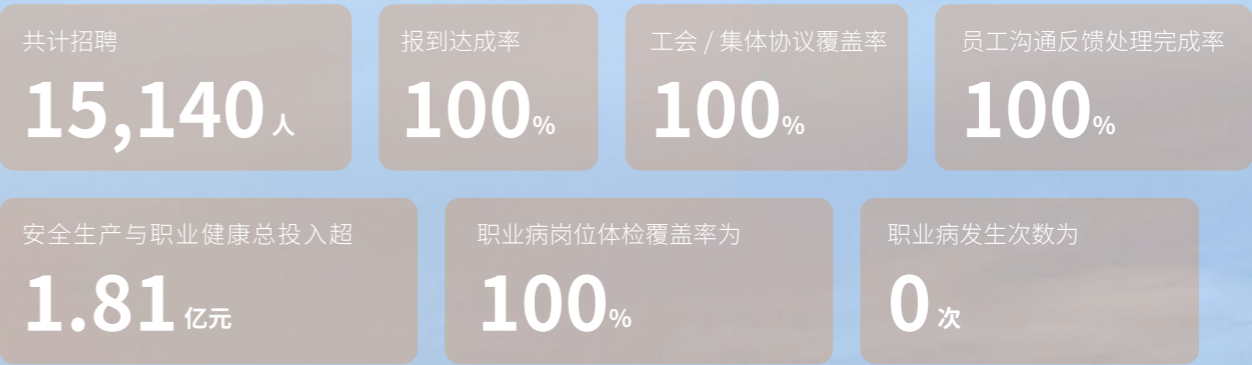 共计招聘
15,140人
报到达成率
100%
工会 / 集体协议覆盖率
100%
员工沟通反馈处理完成率
100%
安全生产与职业健康总投入超
1.81亿元
职业病岗位体检覆盖率为
100%
职业病发生次数为
0次